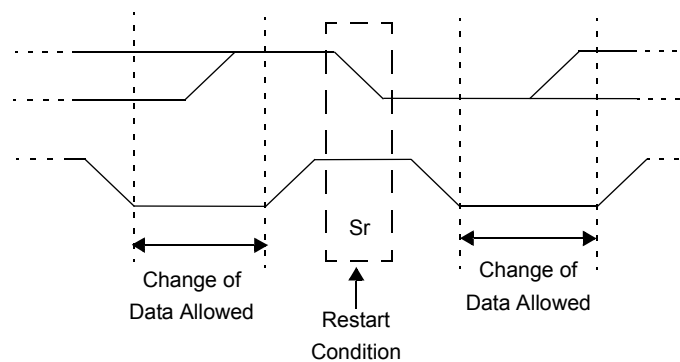 Sr
Change of
Data Allowed
Change of
Data Allowed
Restart
Condition